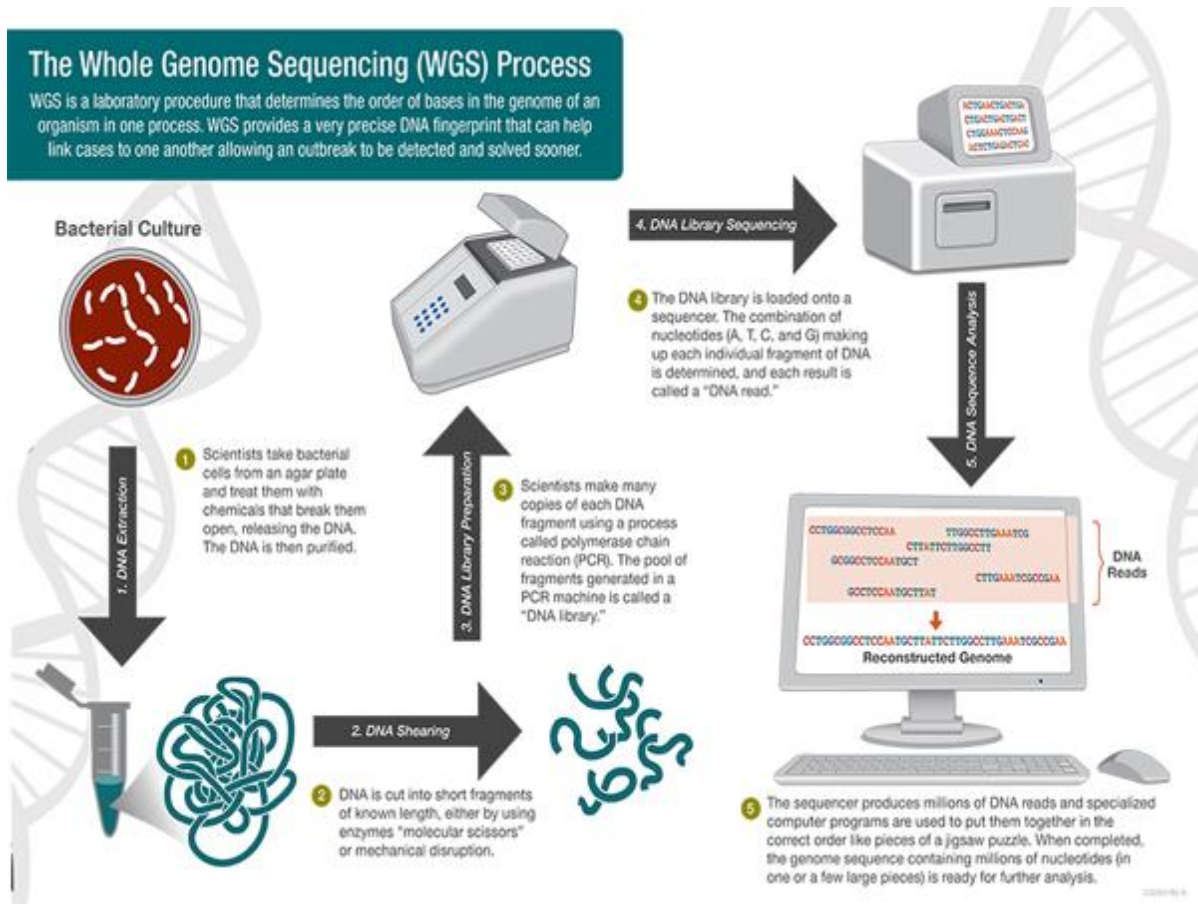 The Whole Genome Sequencing (WGS) Process
WGS is a laboratory procedure that determines the order of bases in the genome of an
organism in one process. WGS provides a very precise DNA fingerprint that can help
link cases to one another allowing an outbreak to be detected and solved sooner.
Bacterial Culture
1. DNA Extraction
1 Scientists take bacterial
cells from an agar plate
and treat them with
chemicals that break them
open, releasing the DNA.
The DNA is then purified.
2. DNA Shearing
2 DNA is cut into short fragments
of known length, either by using
enzymes “molecular scissors”
or mechanical disruption.
3. DNA Library Preparation
3 Scientists make many
copies of each DNA
fragment using a process
called polymerase chain
reaction (PCR). The pool of
fragments generated in a
PCR machine is called a
“DNA library.”
4. DNA Library Sequencing
4 The DNA library is loaded onto a
sequencer. The combination of
nucleotides (A, T, C, and G) making
up each individual fragment of DNA
is determined, and each result is
called a “DNA read.”
ACTGAACTGACTGA
CTGACTGACTGACT
CTGGAAACTCCAAG
ACTCTGAGACTGAC
5. DNA Sequence Analysis
CCTGGCGGCCTCCAA
TTGGCCTTGAAATCG
CTTATTCTTGGCCTT
GCGGCCTCCAATGCT
CTTGAAATCGCCGAA
GCCTCCAATGCTTAT
DNA
Reads
CCTGGCGGCCTCCAATGCTTATTCTTGGCCTTGAAATCGCCGAA
Reconstructed Genome
5 The sequencer produces millions of DNA reads and specialized
computer programs are used to put them together in the
correct order like pieces of a jigsaw puzzle. When completed,
the genome sequence containing millions of nucleotides (in
one or a few large pieces) is ready for further analysis.